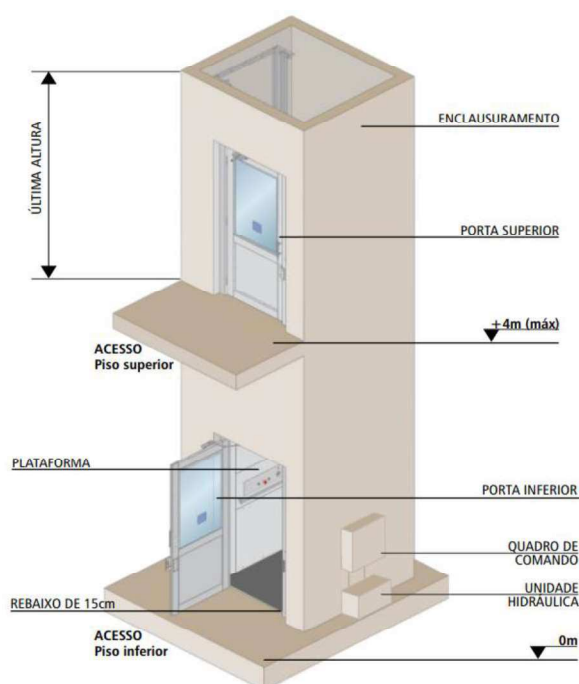 ENCLAUSURAMENTO
ÚLTIMA ALTURA
PORTA SUPERIOR
+4m (máx)
ACESSO
Piso superior
PLATAFORMA
PORTA INFERIOR
QUADRO DE
COMANDO
UNIDADE
HIDRÁULICA
REBAIXO DE 15cm
ACESSO
Piso inferior
0m